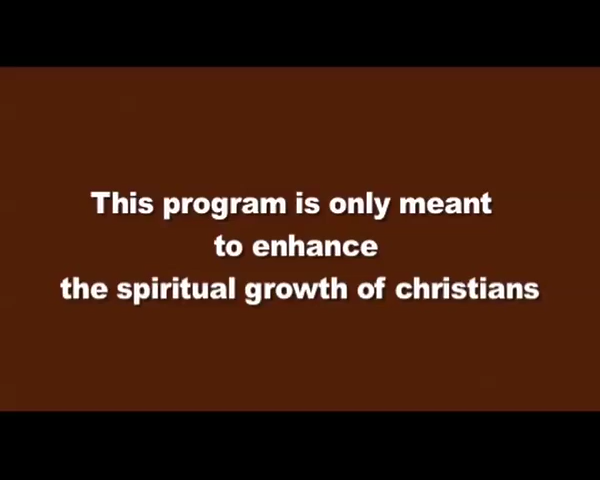 This program is only meant
to enhance
the spiritual growth of christians